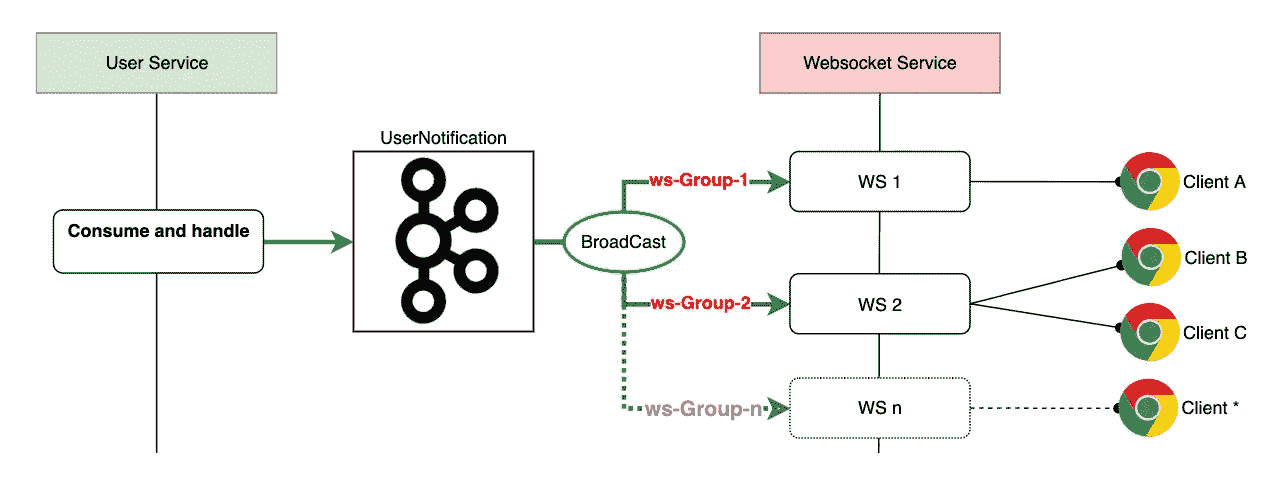 User Service
Websocket Service
UserNotification
ws-Group-1
WS 1
Client A
Consume and handle
BroadCast
Client B
ws-Group-2
WS 2
Client C
ws-Group-n
WS n
Client *